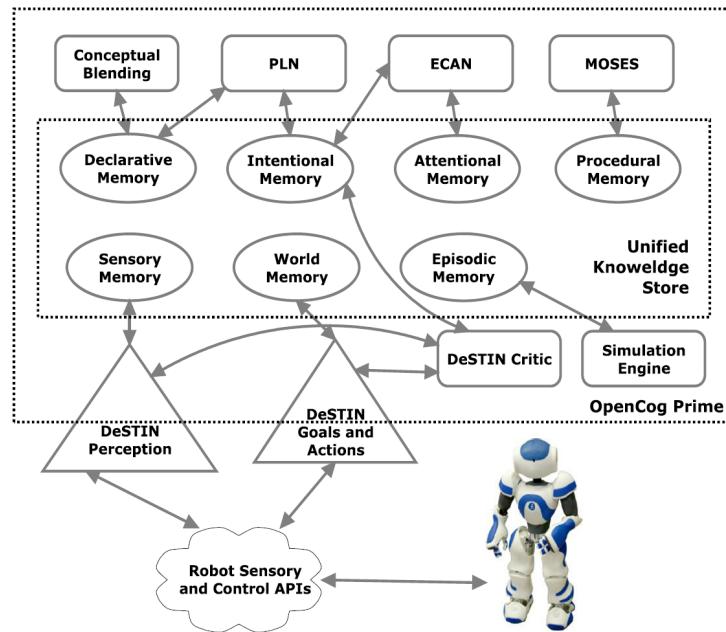 Conceptual
Blending
PLN
ECAN
MOSES
Declarative
Memory
Intentional
Memory
Attentional
Memory
Procedural
Memory
Sensory
Memory
World
Memory
Episodic
Memory
Unified
Knoweldge
Store
DeSTIN Critic
Simulation
Engine
OpenCog Prime
DeSTIN
Perception
DeSTIN
Goals and
Actions
Robot Sensory
and Control APIs